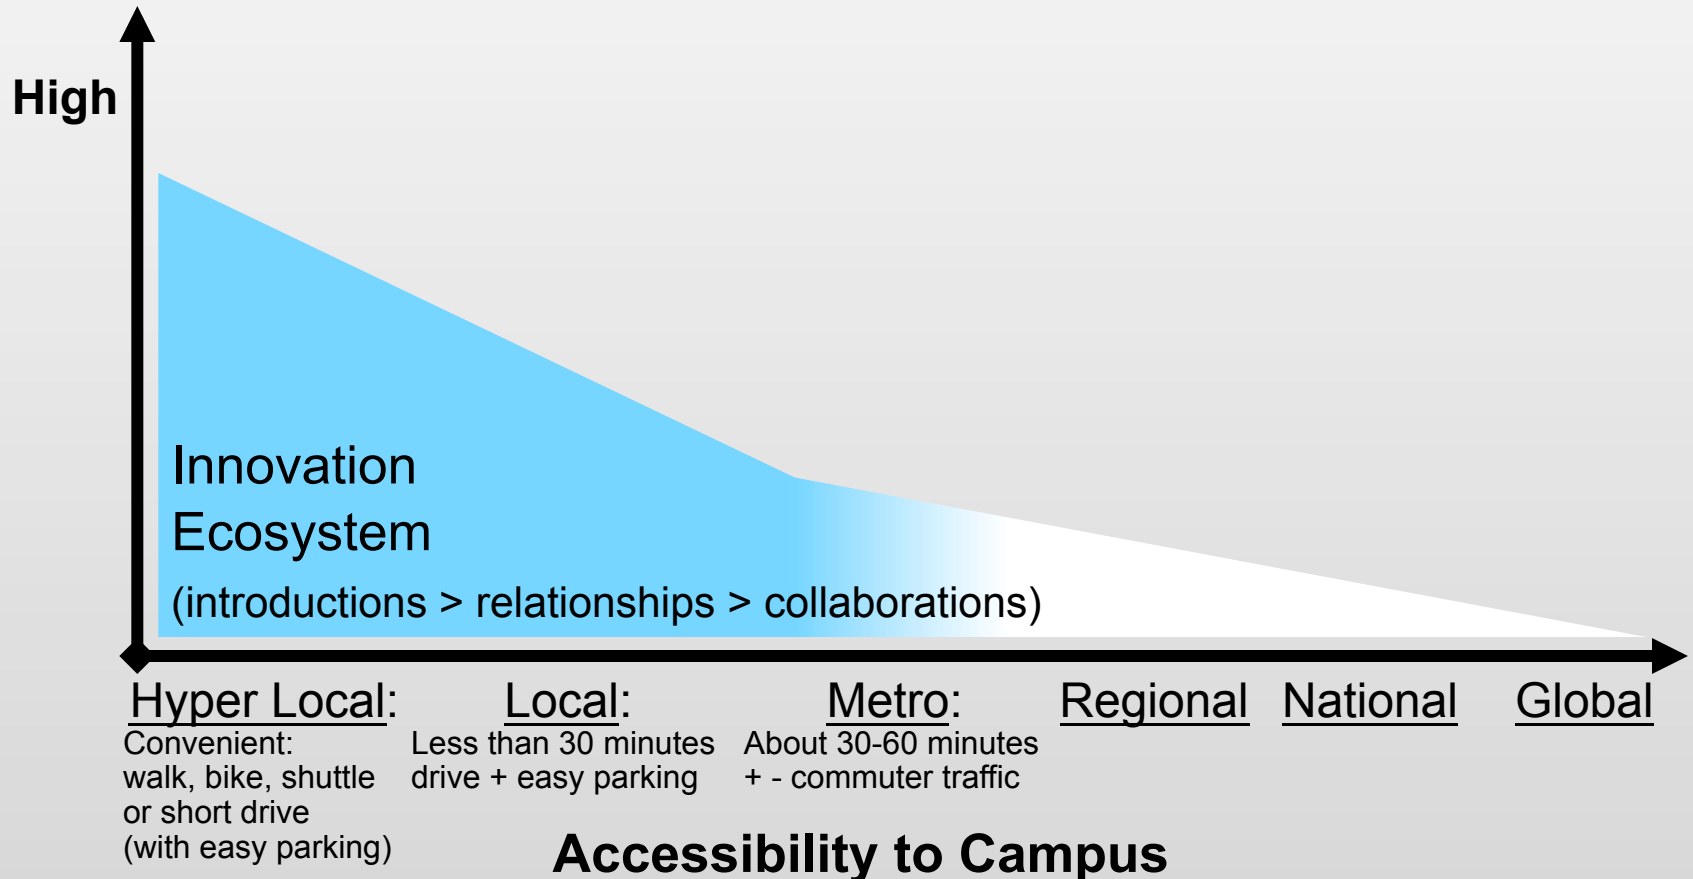 High
Innovation
Ecosystem
(introductions > relationships > collaborations)
Hyper Local:
Convenient:
walk, bike, shuttle
or short drive
(with easy parking)
Local:
Less than 30 minutes
drive + easy parking
Metro:
About 30-60 minutes
+ - commuter traffic
Regional
National
Global
Accessibility to Campus